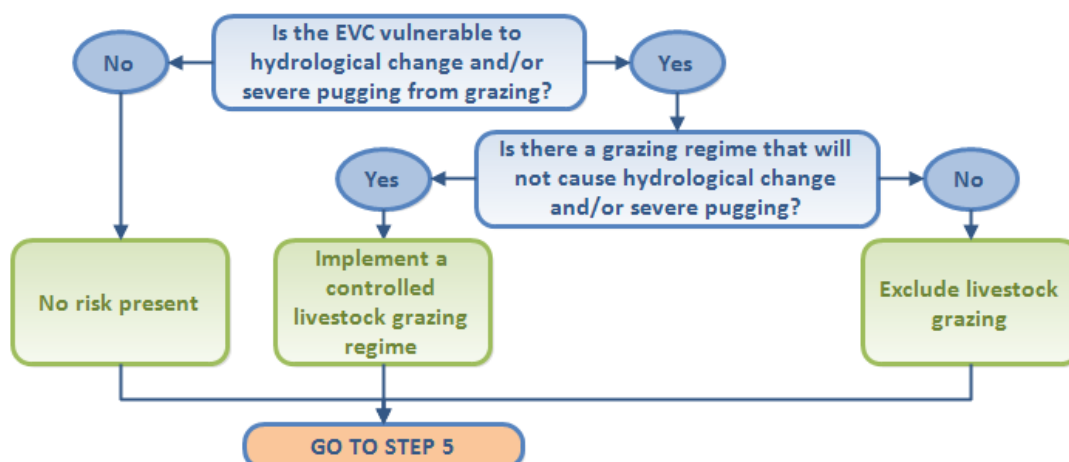 Is the EVC vulnerable to
hydrological change and/or
severe pugging from grazing?
No
Yes
Is there a grazing regime that will
not cause hydrological change
and/or severe pugging?
Yes
No
No risk present
Implement a
controlled
livestock grazing
regime
Exclude livestock
grazing
GO TO STEP 5